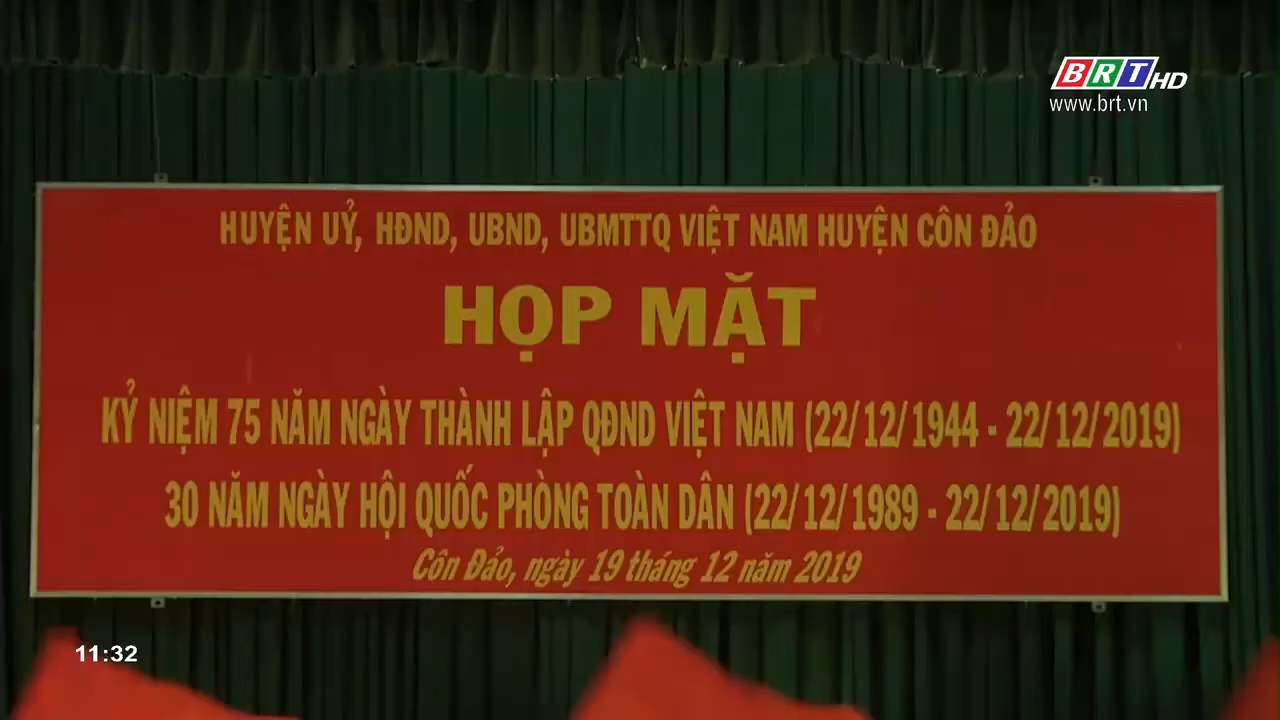 BRT HD
www.brt.vn
HUYỆN UỶ, HĐND, UBND, UBMTTQ VIỆT NAM HUYỆN CÔN ĐẢO
HỌP MẶT
KỶ NIỆM 75 NĂM NGÀY THÀNH LẬP QĐND VIỆT NAM (22/12/1944 - 22/12/2019)
30 NĂM NGÀY HỘI QUỐC PHÒNG TOÀN DÂN (22/12/1989 - 22/12/2019)
Côn Đảo, ngày 19 tháng 12 năm 2019
11:32